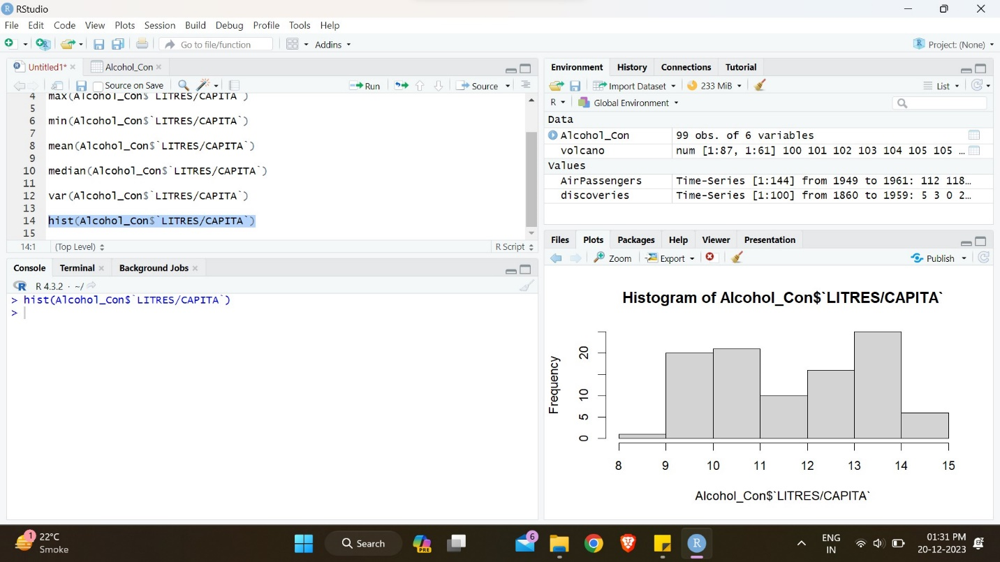 RStudio
File Edit Code View Plots Session Build Debug Profile Tools Help
Go to file/function Addins Project: (None)
Untitled1* Alcohol_Con
Source on Save Run Source
4 max(Alcohol_Con$`LITRES/CAPITA`)
5
6 min(Alcohol_Con$`LITRES/CAPITA`)
7
8 mean(Alcohol_Con$`LITRES/CAPITA`)
9
10 median(Alcohol_Con$`LITRES/CAPITA`)
11
12 var(Alcohol_Con$`LITRES/CAPITA`)
13
14 hist(Alcohol_Con$`LITRES/CAPITA`)
15
14:1 (Top Level) R Script
Console Terminal Background Jobs
R 4.3.2 · ~/
> hist(Alcohol_Con$`LITRES/CAPITA`)
>
Environment History Connections Tutorial
Import Dataset 233 MiB List
R Global Environment
Data
Alcohol_Con 99 obs. of 6 variables
volcano num [1:87, 1:61] 100 101 102 103 104 105 105 …
Values
AirPassengers Time-Series [1:144] from 1949 to 1961: 112 118…
discoveries Time-Series [1:100] from 1860 to 1959: 5 3 0 2…
Files Plots Packages Help Viewer Presentation
Zoom Export Publish
Histogram of Alcohol_Con$`LITRES/CAPITA`
Frequency
20
10
5
0
8 9 10 11 12 13 14 15
Alcohol_Con$`LITRES/CAPITA`
1
22°C
Smoke
Search
PRE
6
R
ENG
IN
01:31 PM
20-12-2023